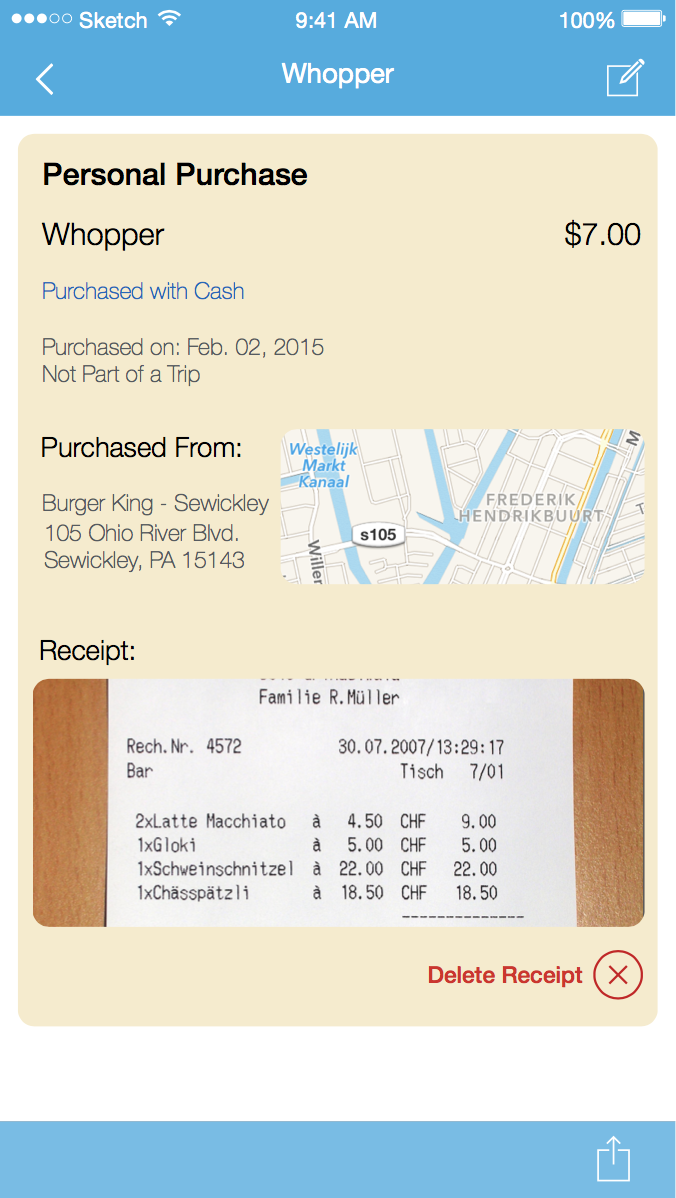 Sketch 9:41 AM 100%
Whopper
Personal Purchase
Whopper $7.00
Purchased with Cash
Purchased on: Feb. 02, 2015
Not Part of a Trip
Purchased From:
Burger King - Sewickley
105 Ohio River Blvd.
Sewickley, PA 15143
Westelijk
Markt
Kanaal
FREDERIK
HENDRIKBUURT
s105
Willer
M
T
Receipt:
Familie R.Müller
Rech.Nr. 4572 30.07.2007/13:29:17
Bar Tisch 7/01
2xLatte Macchiato à 4.50 CHF 9.00
1xGloki à 5.00 CHF 5.00
1xSchweinschnitzel à 22.00 CHF 22.00
1xChässpätzli à 18.50 CHF 18.50
--------------
Delete Receipt